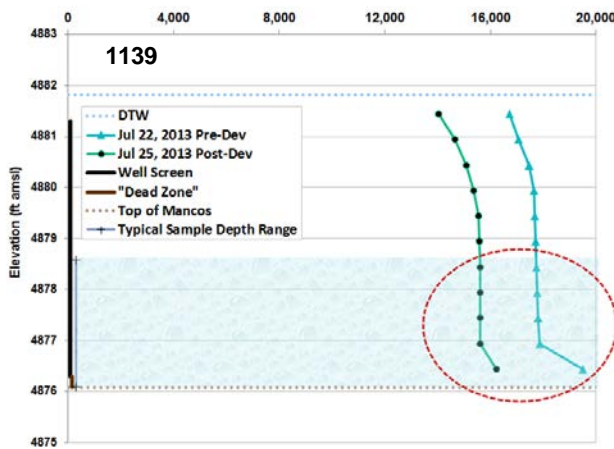 0 4,000 8,000 12,000 16,000 20,000
4883
1139
4882
DTW
Jul 22, 2013 Pre-Dev
4881
Jul 25, 2013 Post-Dev
Well Screen
4880
"Dead Zone"
Top of Mancos
4879
Typical Sample Depth Range
4878
4877
4876
4875
Elevation (ft amsl)